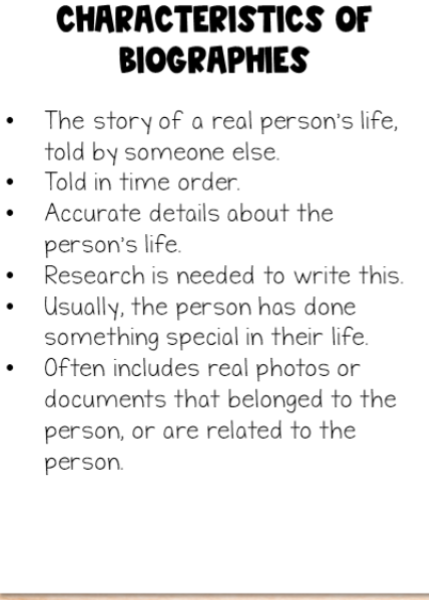 CHARACTERISTICS OF
BIOGRAPHIES
• The story of a real person's life,
told by someone else.
• Told in time order.
• Accurate details about the
person's life.
• Research is needed to write this.
• Usually, the person has done
something special in their life.
• Often includes real photos or
documents that belonged to the
person, or are related to the
person.